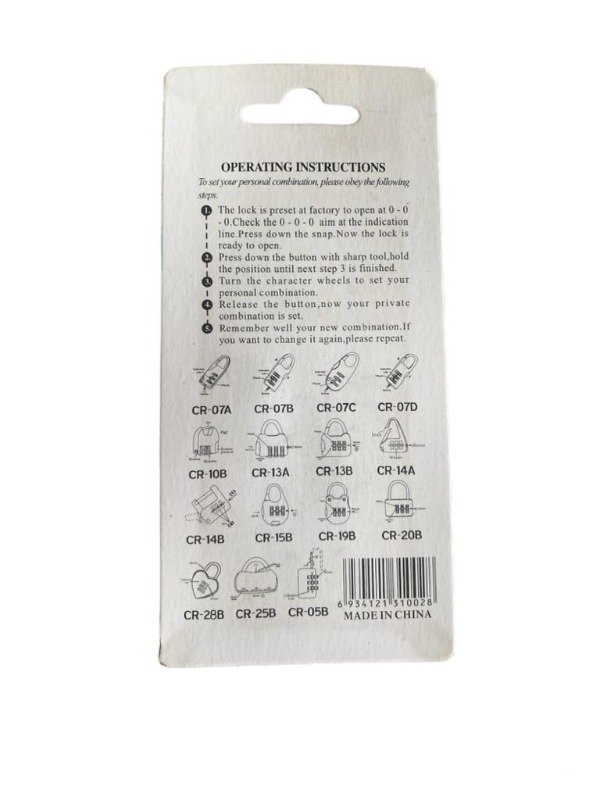 OPERATING INSTRUCTIONS
To set your personal combination, please obey the following
steps.
1. The lock is preset at factory to open at 0 - 0
- 0.Check the 0 - 0 - 0 aim at the indication
line.Press down the snap.Now the lock is
ready to open.
2. Press down the button with sharp tool,hold
the position until next step 3 is finished.
3. Turn the character wheels to set your
personal combination.
4. Release the button,now your private
combination is set.
5. Remember well your new combination.If
you want to change it again,please repeat.
CR-07A CR-07B CR-07C CR-07D
CR-10B CR-13A CR-13B CR-14A
CR-14B CR-15B CR-19B CR-20B
CR-28B CR-25B CR-05B
6 934121 310028
MADE IN CHINA